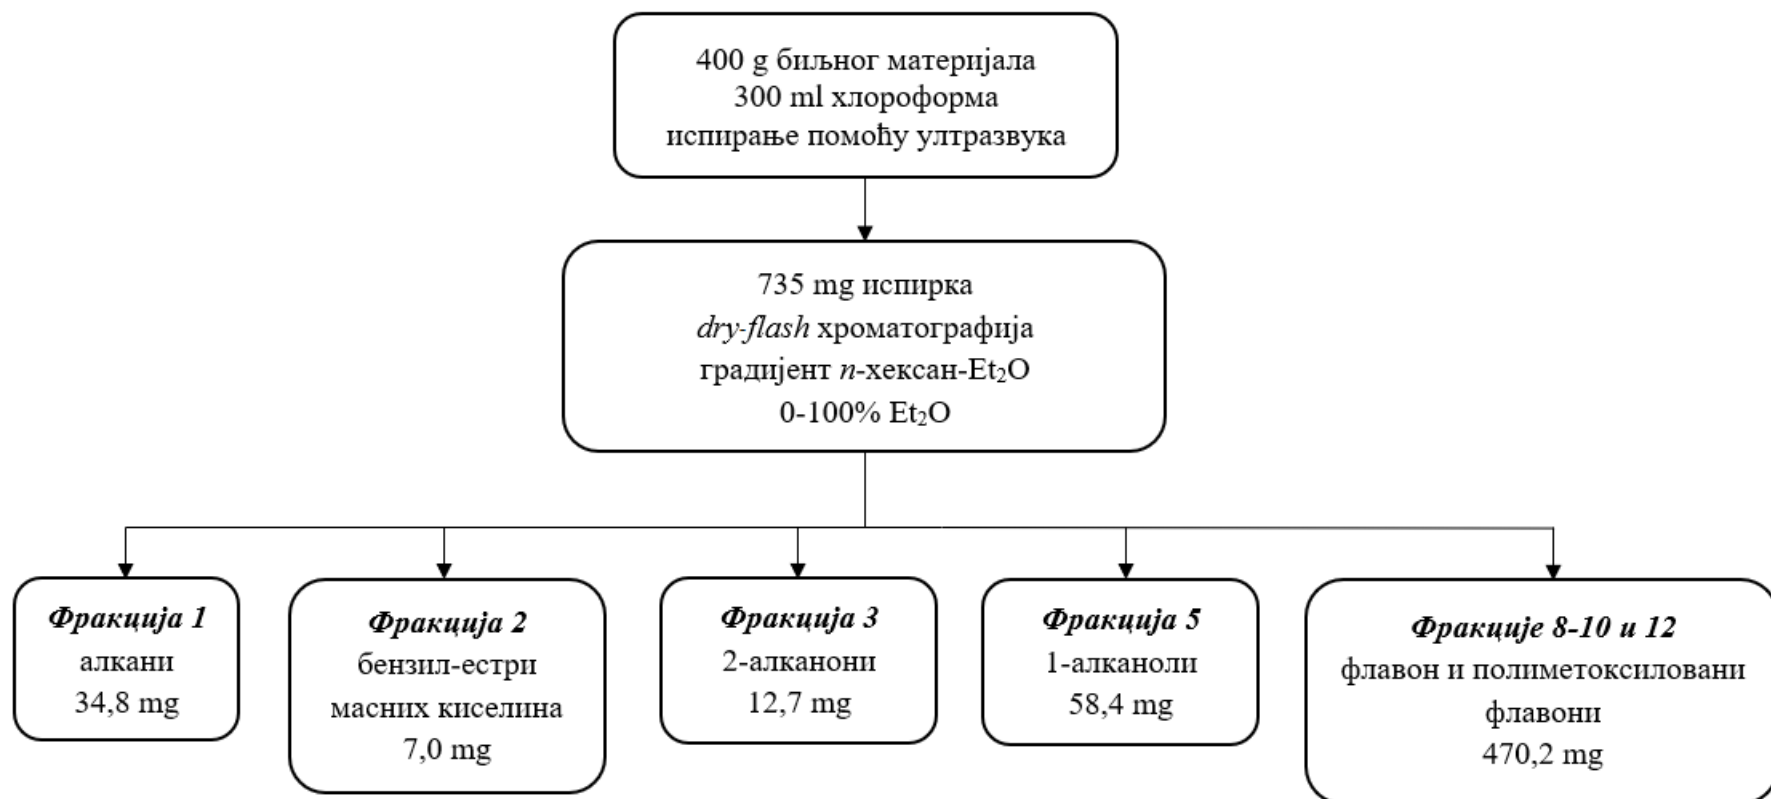 400 g биљног материјала
300 ml хлороформа
испирање помоћу ултразвука
735 mg испирка
dry-flash хроматографија
градијент n-хексан-Et₂O
0-100% Et₂O
Фракција 1
алкани
34,8 mg
Фракција 2
бензил-естри
масних киселина
7,0 mg
Фракција 3
2-алканони
12,7 mg
Фракција 5
1-алканоли
58,4 mg
Фракције 8-10 и 12
флавон и полиметоксиловани
флавони
470,2 mg